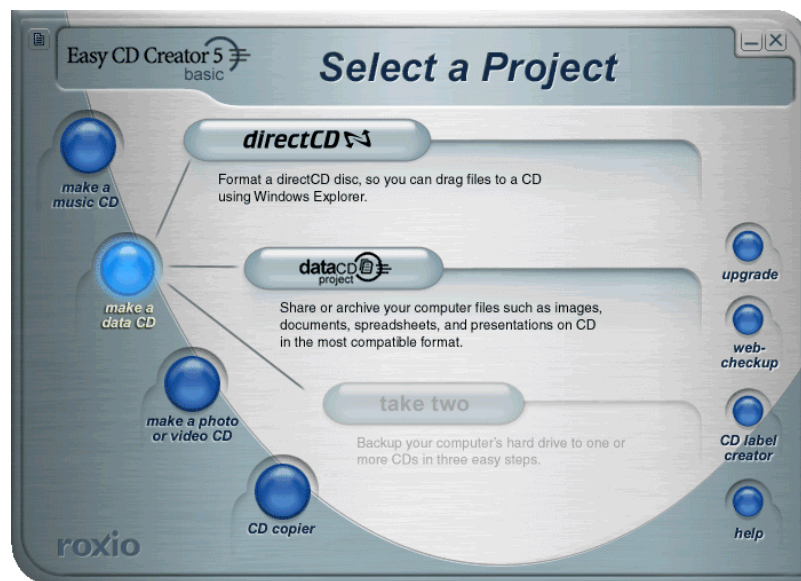 Easy CD Creator 5
basic
Select a Project
make a
music CD
directCD
Format a directCD disc, so you can drag files to a CD
using Windows Explorer.
make a
data CD
dataCD
project
Share or archive your computer files such as images,
documents, spreadsheets, and presentations on CD
in the most compatible format.
make a photo
or video CD
take two
Backup your computer's hard drive to one or
more CDs in three easy steps.
CD copier
upgrade
web-
checkup
CD label
creator
help
roxio